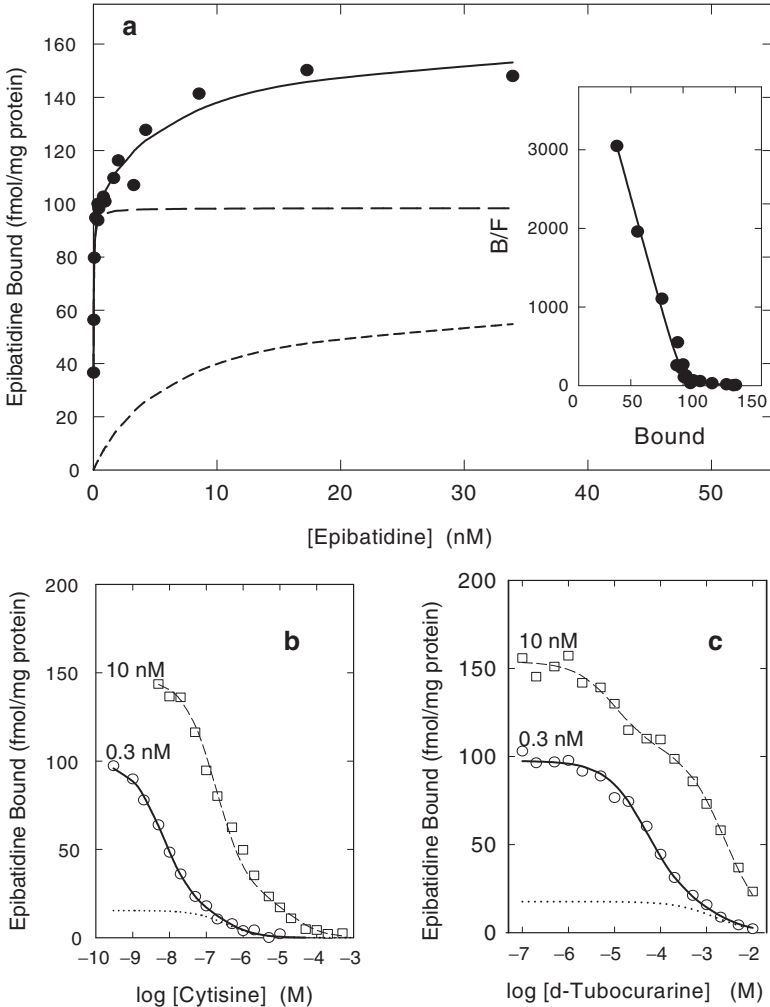 a
Epibatidine Bound (fmol/mg protein)
160
140
120
100
80
60
40
20
0
0 10 20 30 40 50
[Epibatidine] (nM)
B/F
3000
2000
1000
0
0 50 100 150
Bound
b
Epibatidine Bound (fmol/mg protein)
200
150
100
50
0
10 nM
0.3 nM
−10 −9 −8 −7 −6 −5 −4 −3
log [Cytisine] (M)
c
Epibatidine Bound (fmol/mg protein)
200
150
100
50
0
10 nM
0.3 nM
−7 −6 −5 −4 −3 −2
log [d-Tubocurarine] (M)